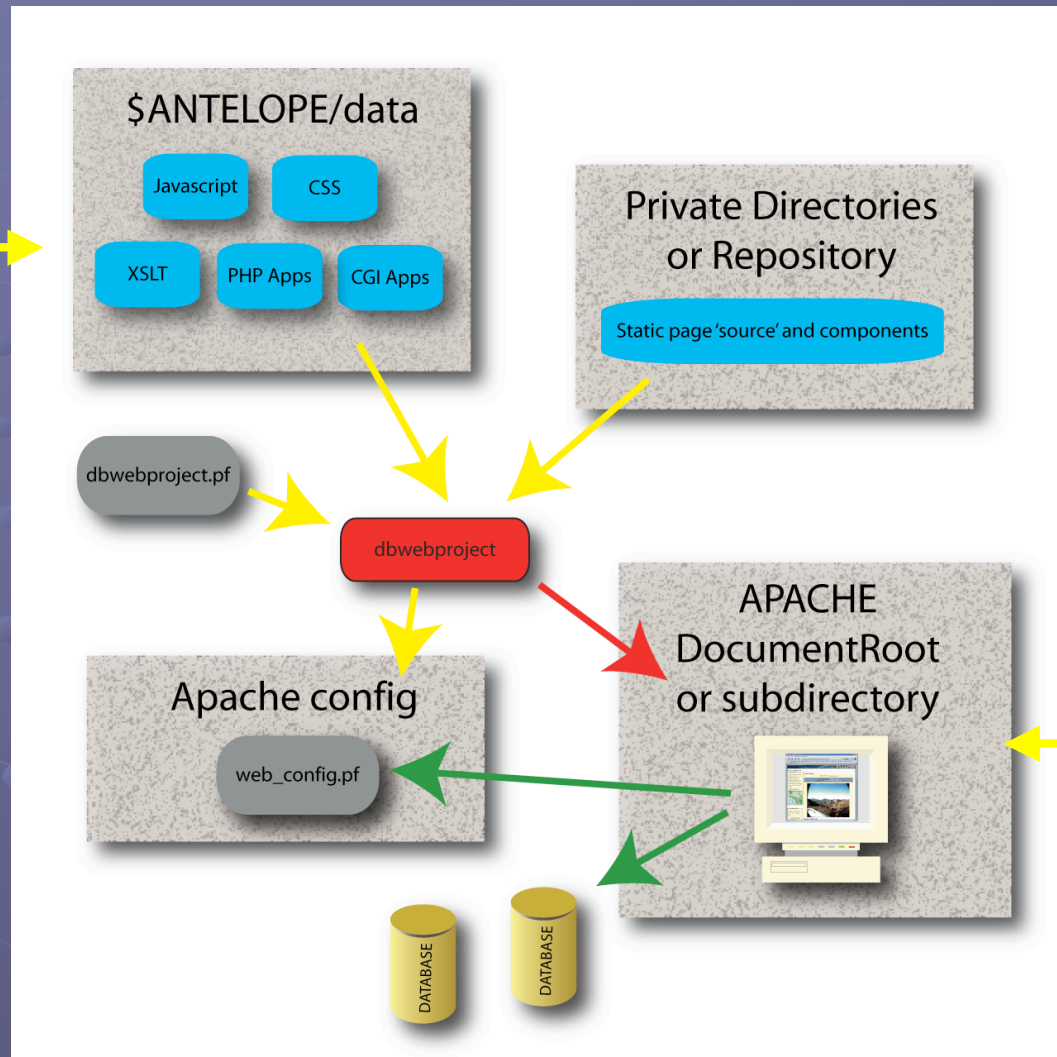 $ANTELOPE/data
Javascript
CSS
XSLT
PHP Apps
CGI Apps
Private Directories
or Repository
Static page 'source' and components
dbwebproject.pf
dbwebproject
Apache config
web_config.pf
APACHE
DocumentRoot
or subdirectory
DATABASE
DATABASE